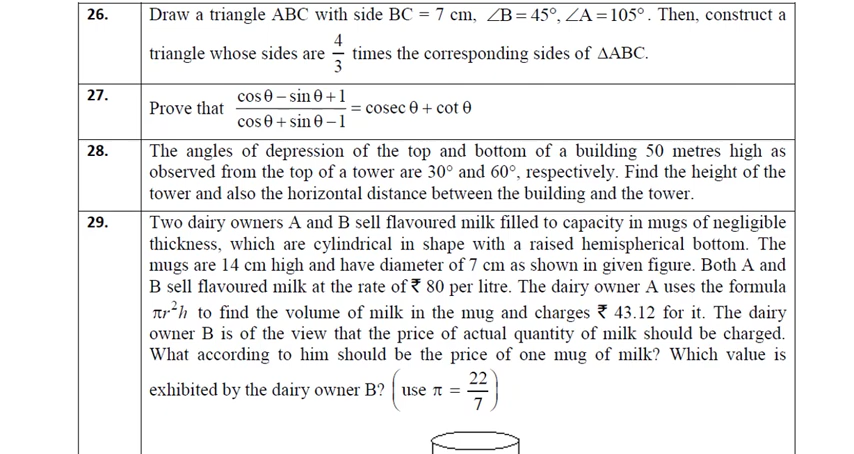 26. Draw a triangle ABC with side BC = 7 cm, ∠B = 45°, ∠A = 105°. Then, construct a
triangle whose sides are 4/3 times the corresponding sides of ΔABC.
27. Prove that (cos θ – sin θ + 1)/(cos θ + sin θ – 1) = cosec θ + cot θ
28. The angles of depression of the top and bottom of a building 50 metres high as
observed from the top of a tower are 30° and 60°, respectively. Find the height of the
tower and also the horizontal distance between the building and the tower.
29. Two dairy owners A and B sell flavoured milk filled to capacity in mugs of negligible
thickness, which are cylindrical in shape with a raised hemispherical bottom. The
mugs are 14 cm high and have diameter of 7 cm as shown in given figure. Both A and
B sell flavoured milk at the rate of ₹ 80 per litre. The dairy owner A uses the formula
πr²h to find the volume of milk in the mug and charges ₹ 43.12 for it. The dairy
owner B is of the view that the price of actual quantity of milk should be charged.
What according to him should be the price of one mug of milk? Which value is
exhibited by the dairy owner B? (use π = 22/7)